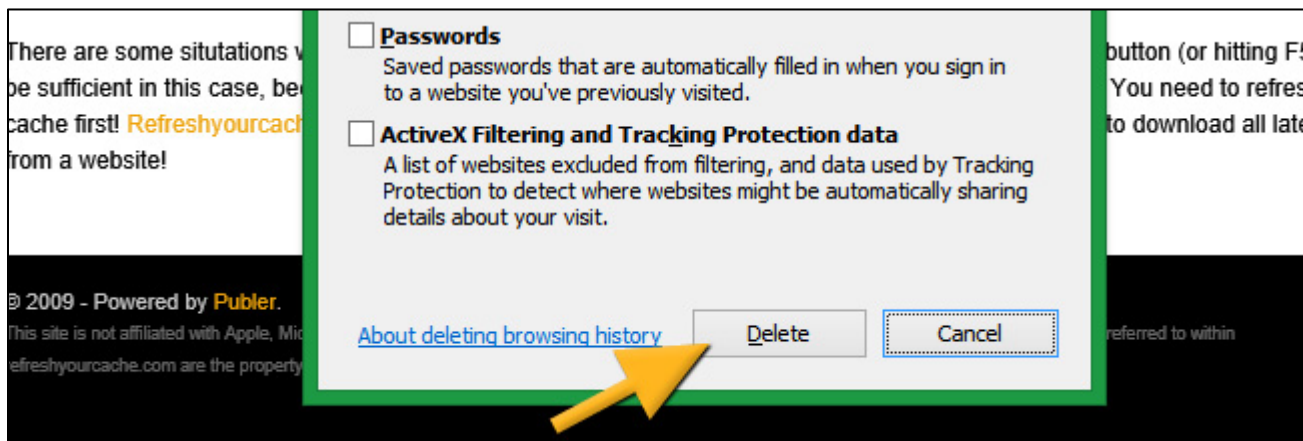 Passwords
Saved passwords that are automatically filled in when you sign in
to a website you've previously visited.
ActiveX Filtering and Tracking Protection data
A list of websites excluded from filtering, and data used by Tracking
Protection to detect where websites might be automatically sharing
details about your visit.
About deleting browsing history
Delete
Cancel
There are some situtations
button (or hitting F5
be sufficient in this case,
You need to
cache first!
to download all
from a website!
© 2009 - Powered by Publer.
This site is not affiliated with Apple,
referred to within
refreshyourcache.com are the property